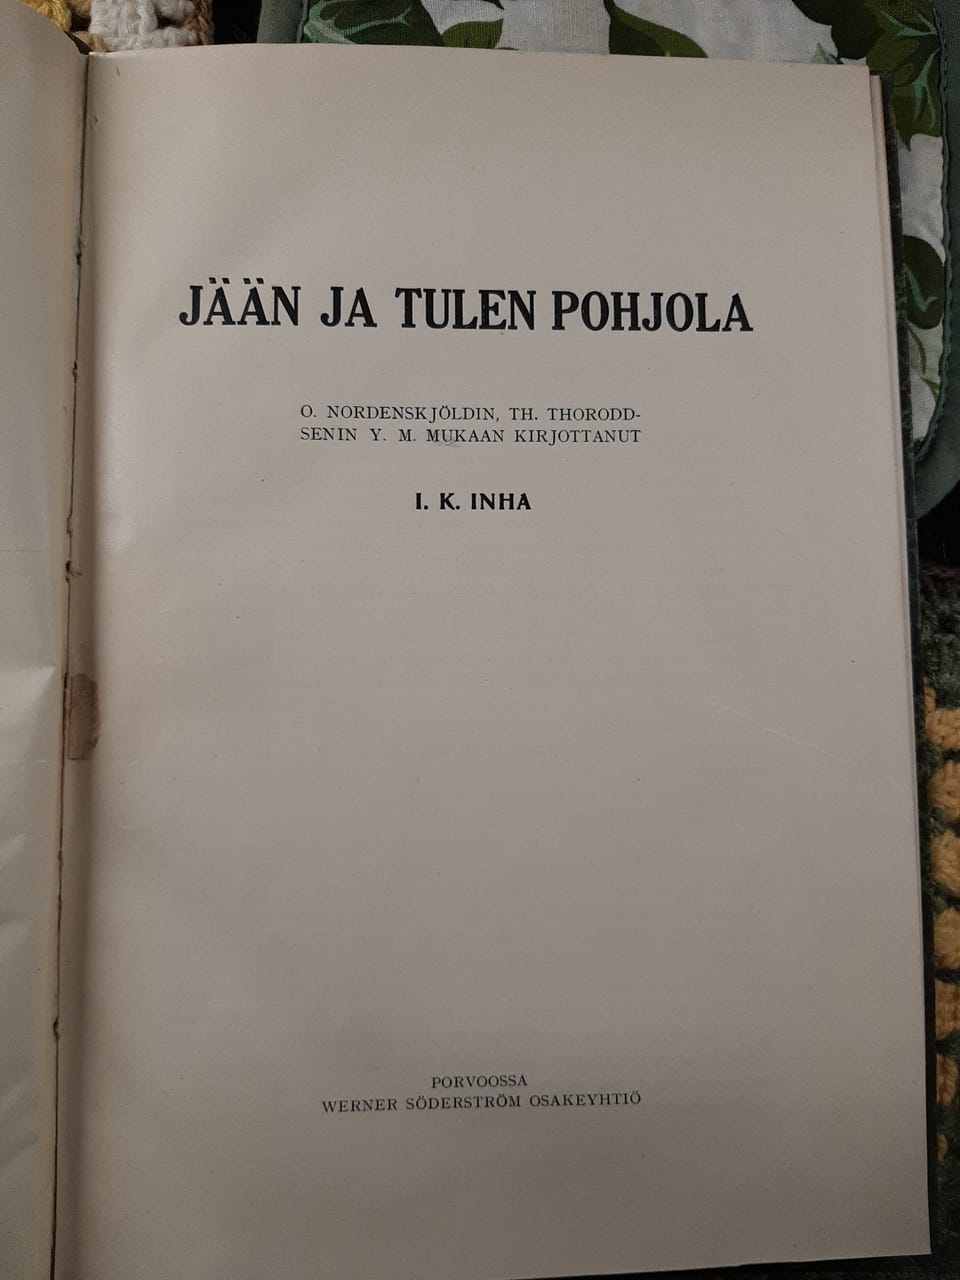 JÄÄN JA TULEN POHJOLA
O. NORDENSKJÖLDIN, TH. THORODD-
SENIN Y. M. MUKAAN KIRJOTTANUT
I. K. INHA
PORVOOSSA
WERNER SÖDERSTRÖM OSAKEYHTIÖ